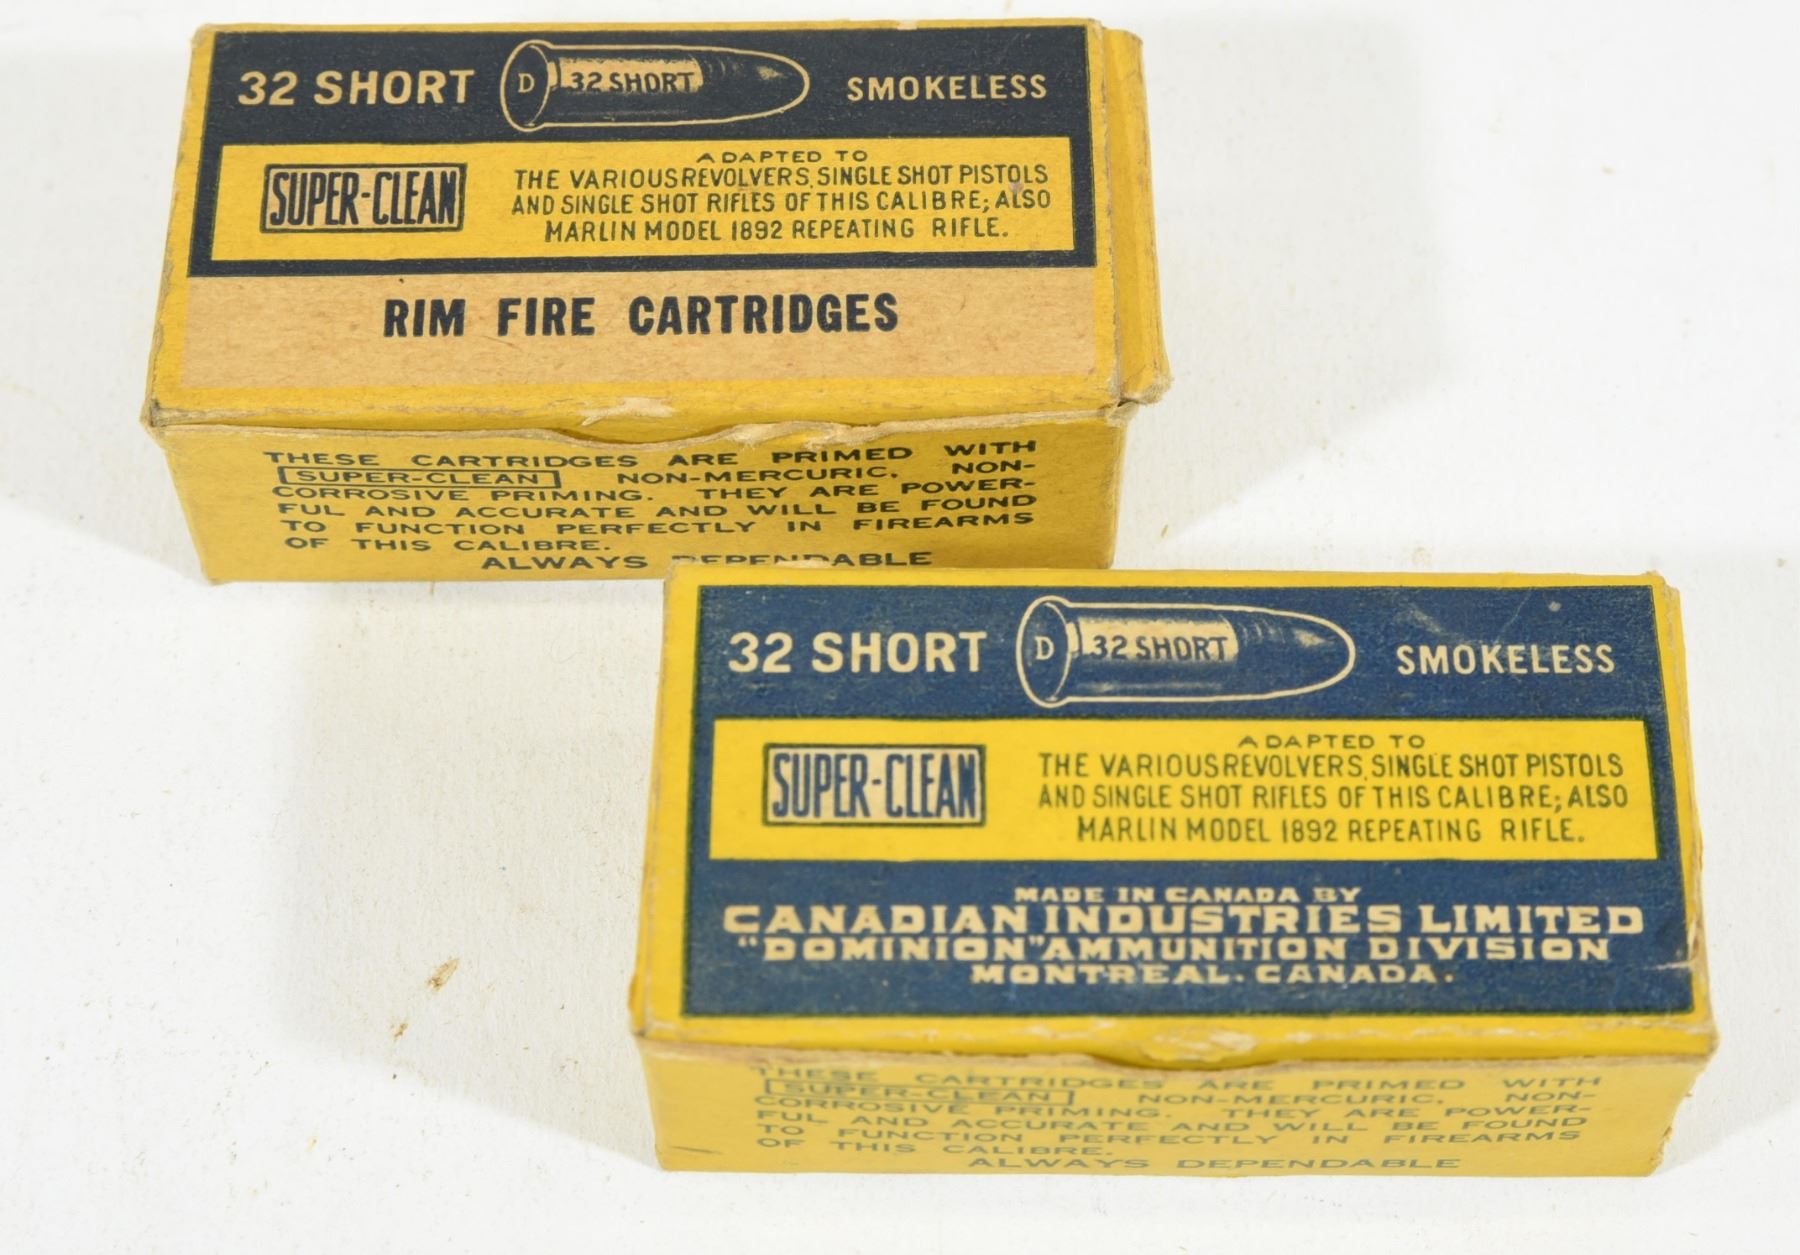 32 SHORT D 32 SHORT SMOKELESS
SUPER-CLEAN
ADAPTED TO
THE VARIOUS REVOLVERS, SINGLE SHOT PISTOLS
AND SINGLE SHOT RIFLES OF THIS CALIBRE; ALSO
MARLIN MODEL 1892 REPEATING RIFLE.
RIM FIRE CARTRIDGES
THESE CARTRIDGES ARE PRIMED WITH
SUPER-CLEAN NON-MERCURIC, NON-
CORROSIVE PRIMING. THEY ARE POWER-
FUL AND ACCURATE AND WILL BE FOUND
TO FUNCTION PERFECTLY IN FIREARMS
OF THIS CALIBRE.
ALWAYS DEPENDABLE
32 SHORT D 32 SHORT SMOKELESS
SUPER-CLEAN
ADAPTED TO
THE VARIOUS REVOLVERS, SINGLE SHOT PISTOLS
AND SINGLE SHOT RIFLES OF THIS CALIBRE; ALSO
MARLIN MODEL 1892 REPEATING RIFLE.
MADE IN CANADA BY
CANADIAN INDUSTRIES LIMITED
"DOMINION" AMMUNITION DIVISION
MONTREAL. CANADA.
THESE CARTRIDGES ARE PRIMED WITH
SUPER-CLEAN NON-MERCURIC, NON-
CORROSIVE PRIMING. THEY ARE POWER-
FUL AND ACCURATE AND WILL BE FOUND
TO FUNCTION PERFECTLY IN FIREARMS
OF THIS CALIBRE.
ALWAYS DEPENDABLE